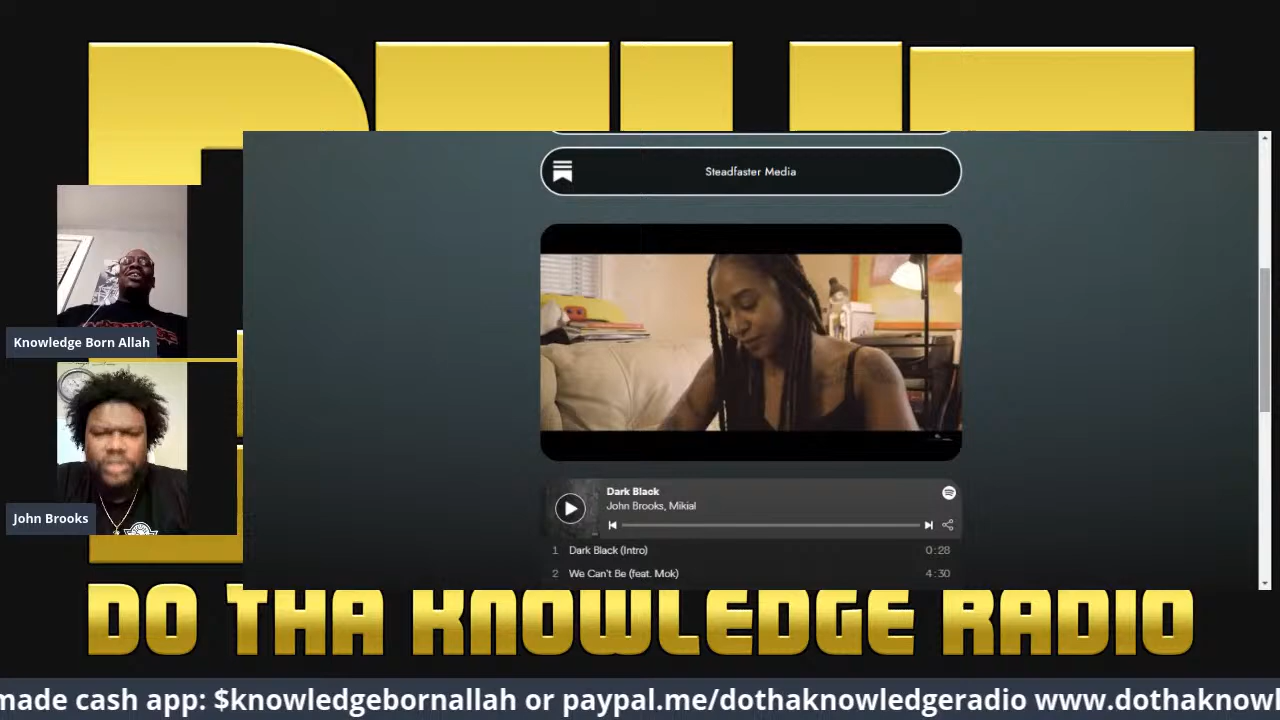 Steadfaster Media
Knowledge Born Allah
Dark Black
John Brooks, Mikial
John Brooks
1 Dark Black (Intro) 0:28
2 We Can't Be (feat. Mok) 4:30
DO THA KNOWLEDGE RADIO
made cash app: $knowledgebornallah or paypal.me/dothaknowledgeradio www.dothaknowl